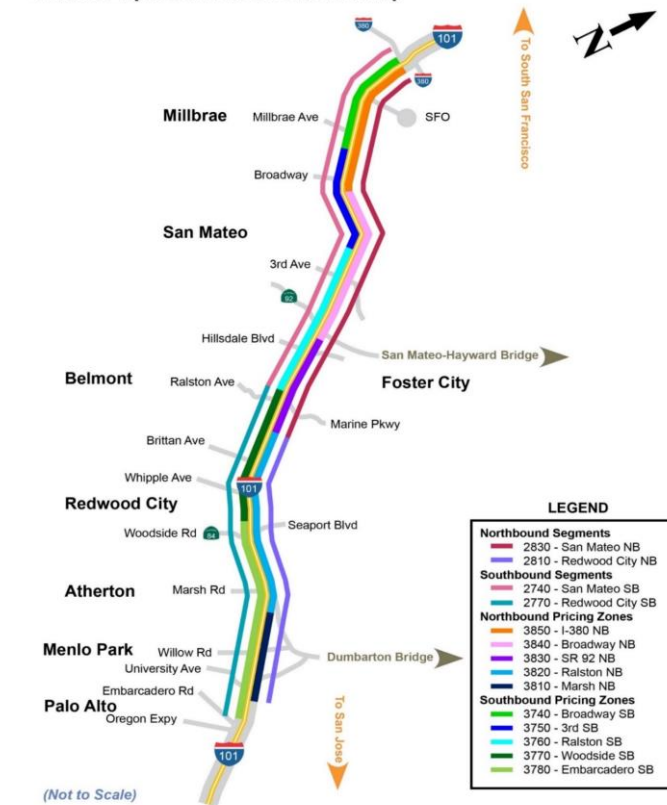 380
101
N
To South San Francisco
380
Millbrae
Millbrae Ave
SFO
Broadway
San Mateo
3rd Ave
92
Hillsdale Blvd
San Mateo-Hayward Bridge
Belmont
Ralston Ave
Foster City
Marine Pkwy
Brittan Ave
Whipple Ave
101
Redwood City
Woodside Rd
84
Seaport Blvd
Atherton
Marsh Rd
Menlo Park
Willow Rd
Dumbarton Bridge
University Ave
Embarcadero Rd
Palo Alto
Oregon Expy
To San Jose
101
(Not to Scale)
LEGEND
Northbound Segments
2830 - San Mateo NB
2810 - Redwood City NB
Southbound Segments
2740 - San Mateo SB
2770 - Redwood City SB
Northbound Pricing Zones
3850 - I-380 NB
3840 - Broadway NB
3830 - SR 92 NB
3820 - Ralston NB
3810 - Marsh NB
Southbound Pricing Zones
3740 - Broadway SB
3750 - 3rd SB
3760 - Ralston SB
3770 - Woodside SB
3780 - Embarcadero SB